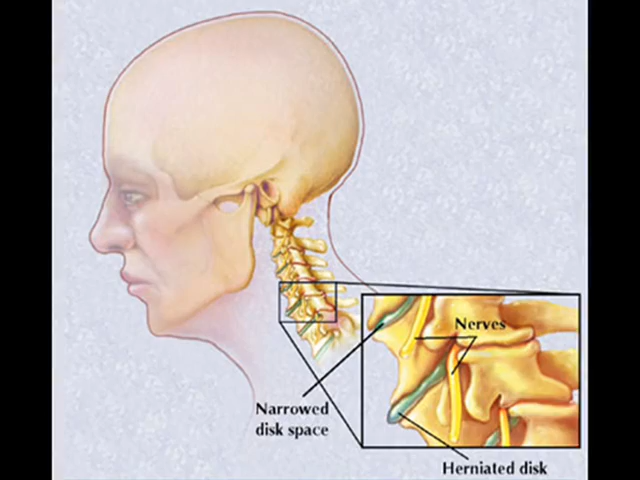 Nerves
Narrowed
disk space
Herniated disk